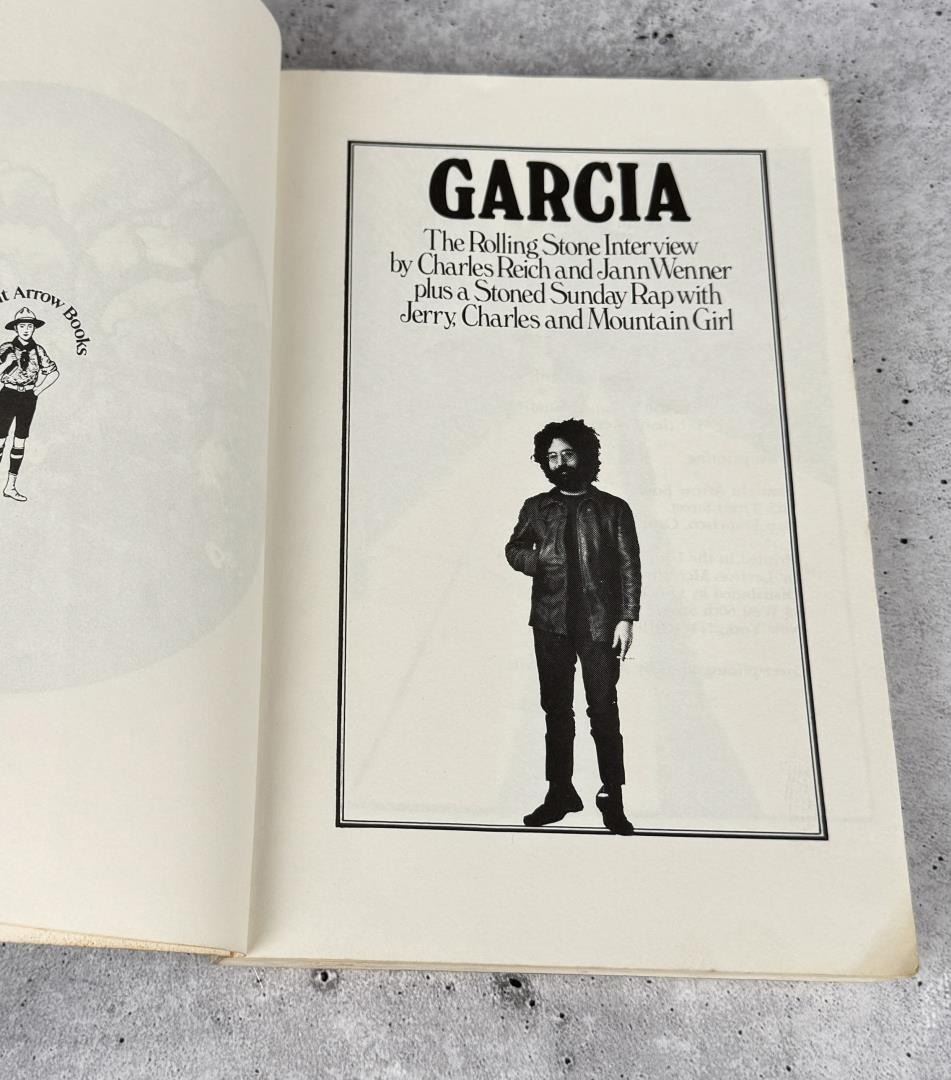 Arrow Books
GARCIA
The Rolling Stone Interview
by Charles Reich and Jann Wenner
plus a Stoned Sunday Rap with
Jerry, Charles and Mountain Girl